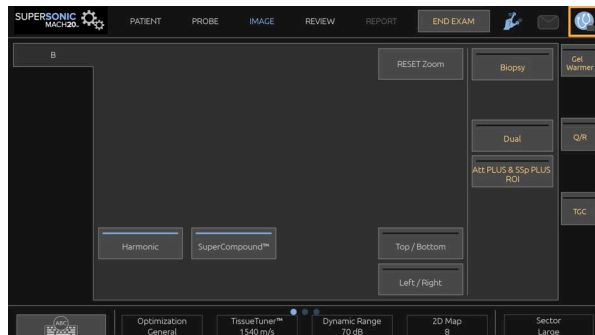 SUPERSONIC
MACH20.
PATIENT
PROBE
IMAGE
REVIEW
REPORT
END EXAM
B
RESET Zoom
Biopsy
Gel
Warmer
Dual
Q/R
Att PLUS & SSp PLUS
ROI
TGC
Harmonic
SuperCompound™
Top / Bottom
Left / Right
ABC
Optimization
General
TissueTuner™
1540 m/s
Dynamic Range
70 dB
2D Map
8
Sector
Large